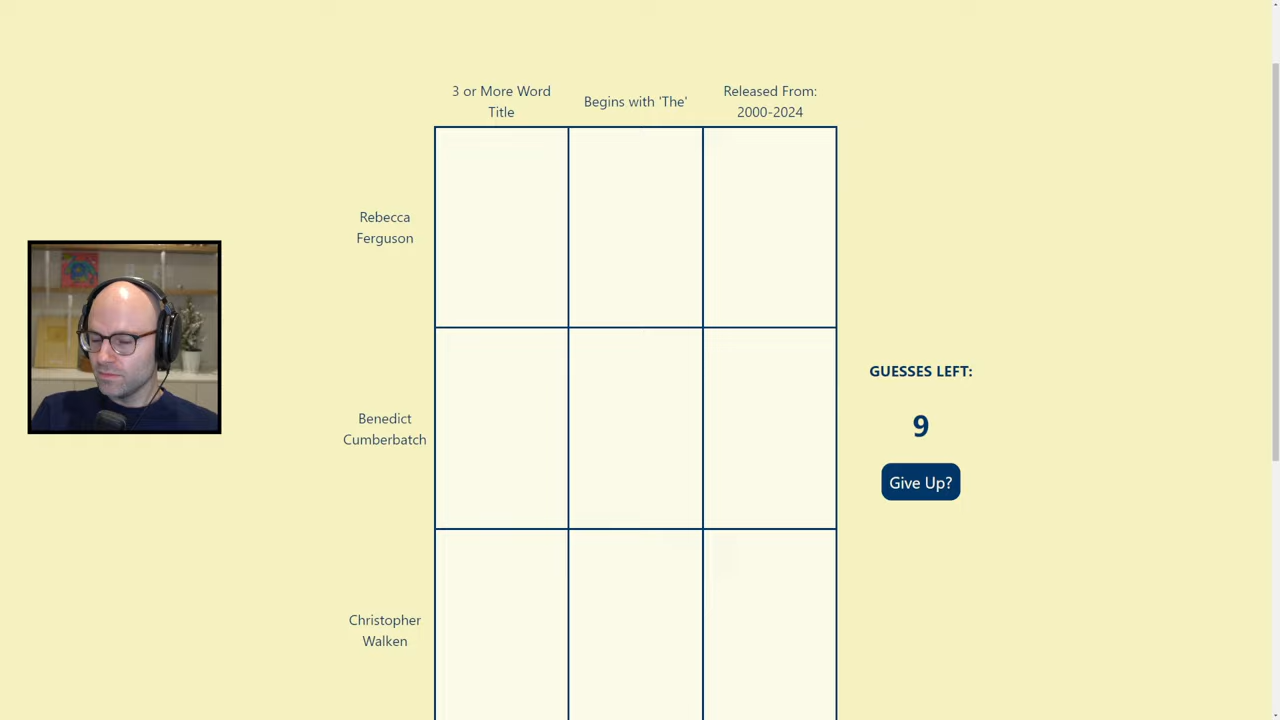 3 or More Word
Title
Begins with 'The'
Released From:
2000-2024
Rebecca
Ferguson
Benedict
Cumberbatch
Christopher
Walken
GUESSES LEFT:
9
Give Up?